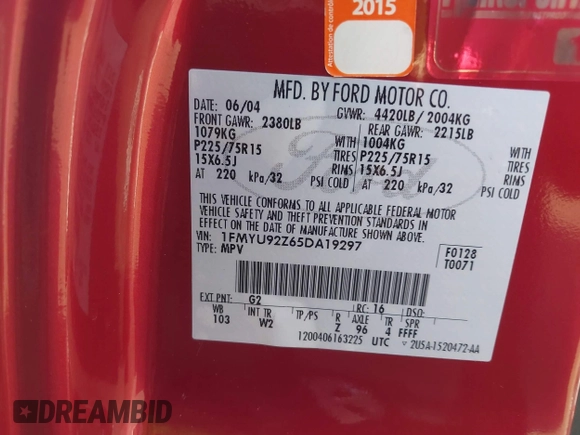 2015
MFD. BY FORD MOTOR CO.
DATE: 06/04 GVWR: 4420LB/ 2004KG
FRONT GAWR: 2380LB REAR GAWR: 2215LB
1079KG WITH 1004KG WITH
P225/75R15 TIRES P225/75R15 TIRES
15X6.5J RIMS 15X6.5J RIMS
AT 220 kPa/32 PSI COLD AT 220 kPa/32 PSI COLD
THIS VEHICLE CONFORMS TO ALL APPLICABLE FEDERAL MOTOR
VEHICLE SAFETY AND THEFT PREVENTION STANDARDS IN
EFFECT ON THE DATE OF MANUFACTURE SHOWN ABOVE.
VIN: 1FMYU92Z65DA19297
TYPE: MPV
F0128
T0071
EXT PNT: G2 RC: 16 DSO:
WB INT TR TP/PS R AXLE TR SPR
103 W2 Z 96 4 FFFF
1200406163225 UTC 2U5A-1520472-AA
Ford
DREAMBID